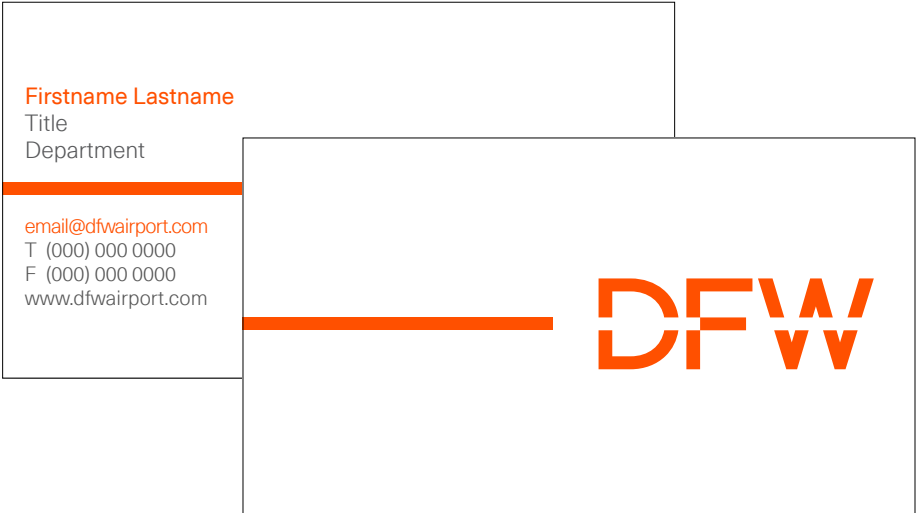 Firstname Lastname
Title
Department
email@dfwairport.com
T (000) 000 0000
F (000) 000 0000
www.dfwairport.com
DFW